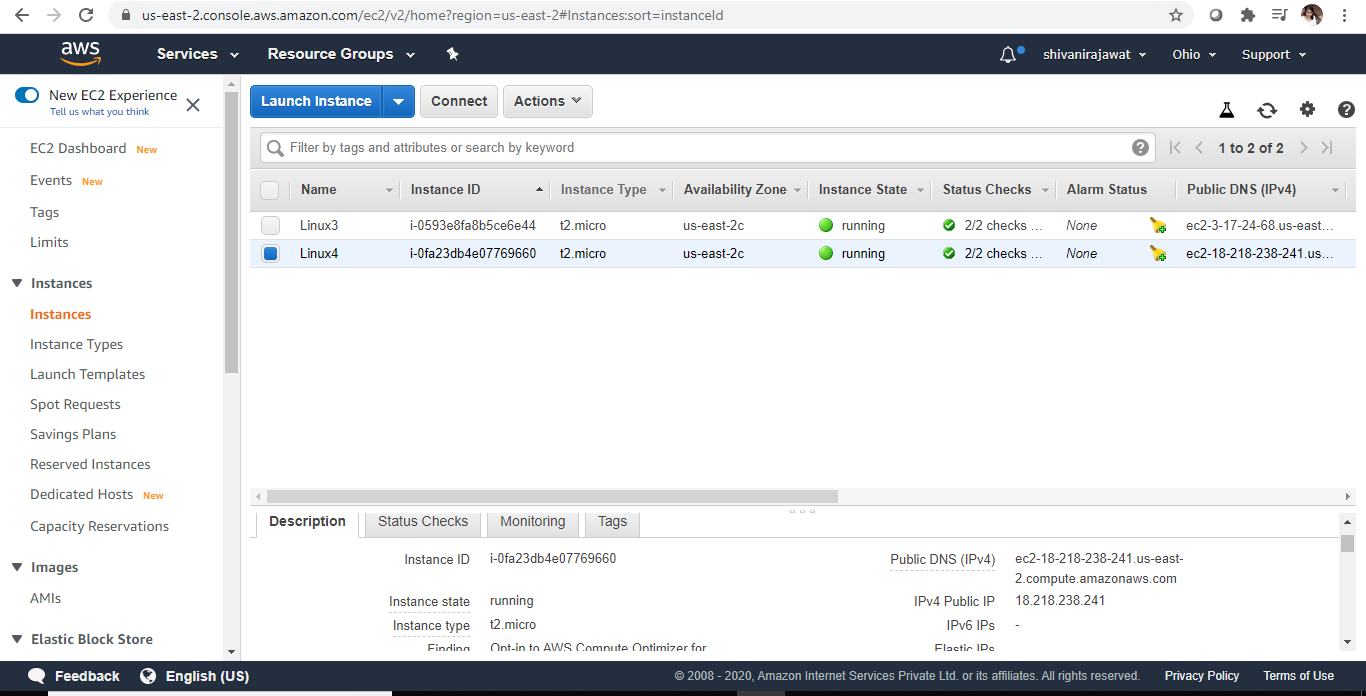 us-east-2.console.aws.amazon.com/ec2/v2/home?region=us-east-2#Instances:sort=instanceId
aws Services Resource Groups shivanirajawat Ohio Support
New EC2 Experience
Tell us what you think
EC2 Dashboard New
Events New
Tags
Limits
Instances
Instances
Instance Types
Launch Templates
Spot Requests
Savings Plans
Reserved Instances
Dedicated Hosts New
Capacity Reservations
Images
AMIs
Elastic Block Store
Launch Instance Connect Actions
Filter by tags and attributes or search by keyword 1 to 2 of 2
Name Instance ID Instance Type Availability Zone Instance State Status Checks Alarm Status Public DNS (IPv4)
Linux3 i-0593e8fa8b5ce6e44 t2.micro us-east-2c running 2/2 checks ... None ec2-3-17-24-68.us-east...
Linux4 i-0fa23db4e07769660 t2.micro us-east-2c running 2/2 checks ... None ec2-18-218-238-241.us...
Description Status Checks Monitoring Tags
Instance ID i-0fa23db4e07769660 Public DNS (IPv4) ec2-18-218-238-241.us-east-
2.compute.amazonaws.com
Instance state running IPv4 Public IP 18.218.238.241
Instance type t2.micro IPv6 IPs -
Finding Opt-in to AWS Compute Optimizer for Elastic IPs
Feedback English (US) © 2008 - 2020, Amazon Internet Services Private Ltd. or its affiliates. All rights reserved. Privacy Policy Terms of Use